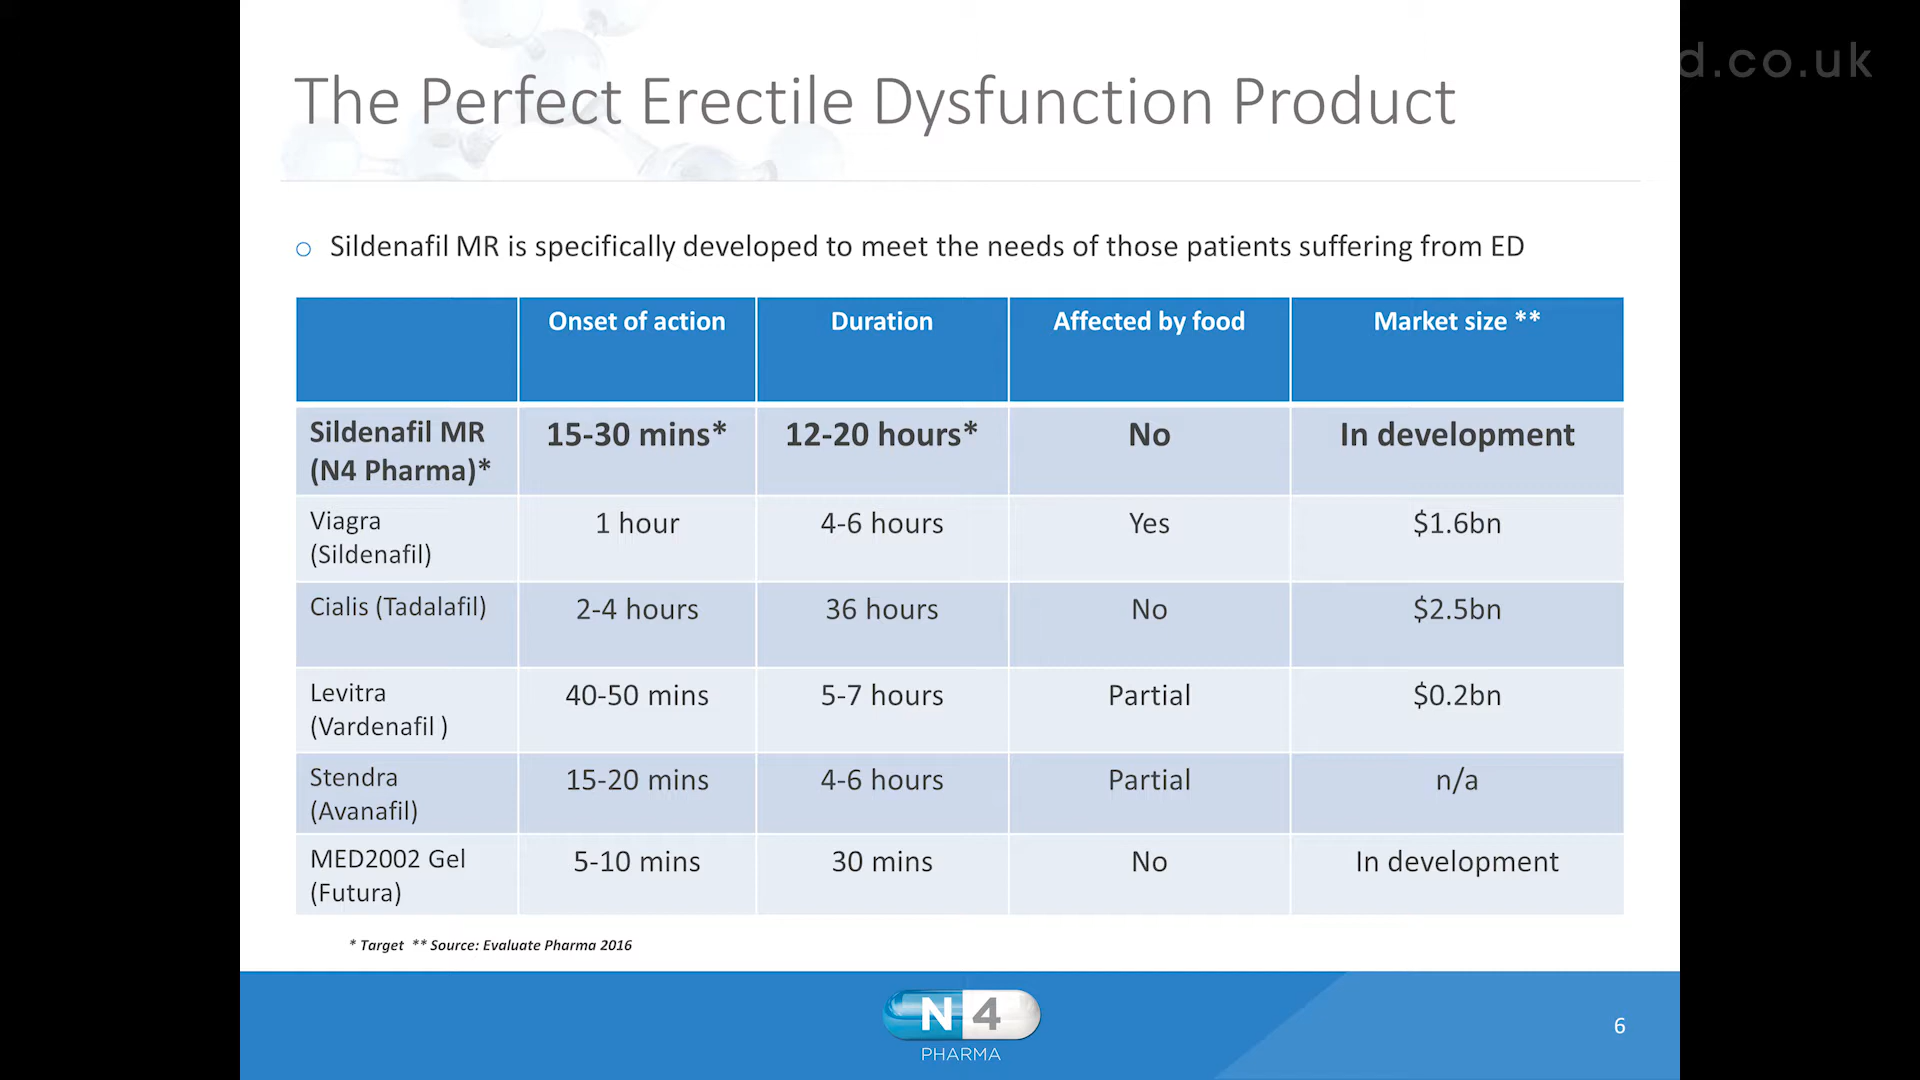 d.co.uk
The Perfect Erectile Dysfunction Product
Sildenafil MR is specifically developed to meet the needs of those patients suffering from ED
Onset of action Duration Affected by food Market size **
Sildenafil MR 15-30 mins* 12-20 hours* No In development
(N4 Pharma)*
Viagra 1 hour 4-6 hours Yes $1.6bn
(Sildenafil)
Cialis (Tadalafil) 2-4 hours 36 hours No $2.5bn
Levitra 40-50 mins 5-7 hours Partial $0.2bn
(Vardenafil )
Stendra 15-20 mins 4-6 hours Partial n/a
(Avanafil)
MED2002 Gel 5-10 mins 30 mins No In development
(Futura)
* Target ** Source: Evaluate Pharma 2016
N4
PHARMA
6